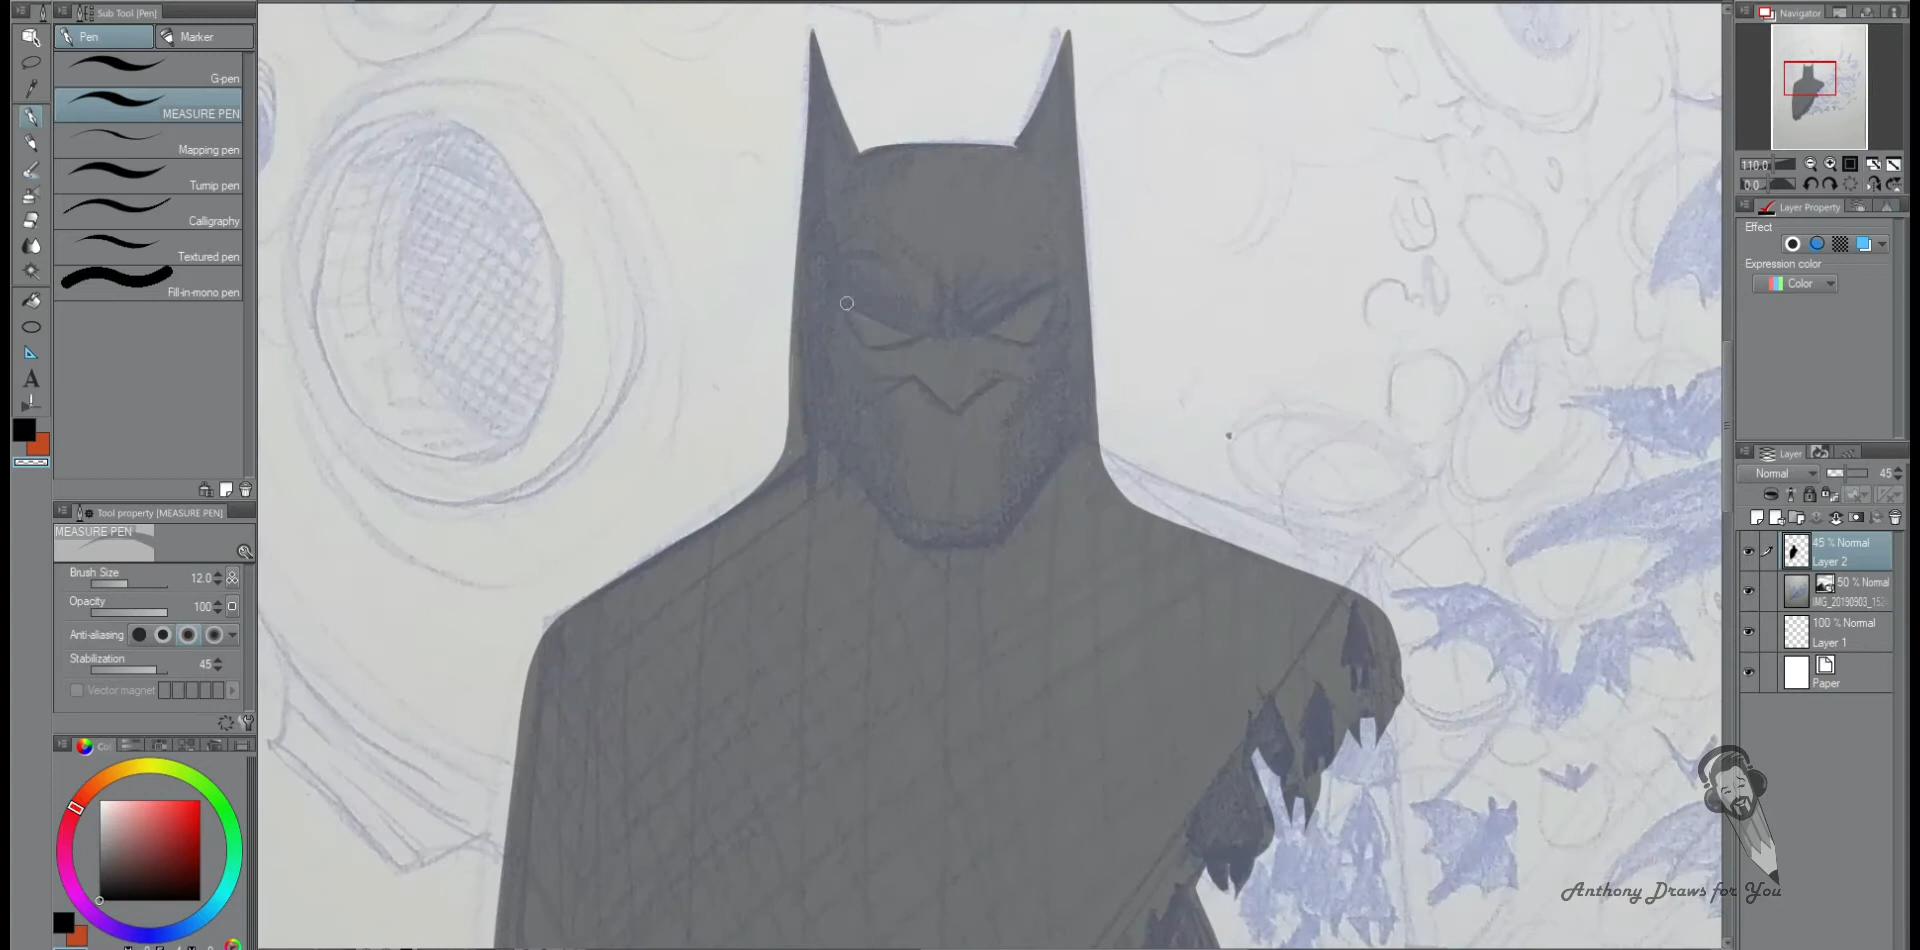 Sub Tool [Pen]
Pen
Marker
G-pen
MEASURE PEN
Mapping pen
Turnip pen
Calligraphy
Textured pen
Fill-in-mono pen
Tool property [MEASURE PEN]
MEASURE PEN
Brush Size 12.0
Opacity 100
Anti-aliasing
Stabilization 45
Vector magnet
Navigator
110.0
0.0
Layer Property
Effect
Expression color
Color
Layer
Normal 45
45 % Normal
Layer 2
50 % Normal
IMG_20190903_152
100 % Normal
Layer 1
Paper
Anthony Draws for You